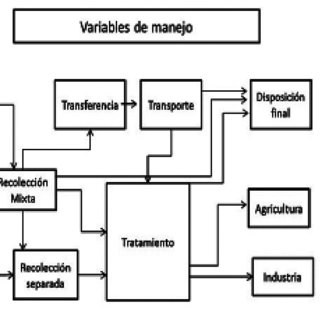 Variables de manejo
Transferencia
Transporte
Disposición
final
Recolección
Mixta
Agricultura
Tratamiento
Recolección
separada
Industria